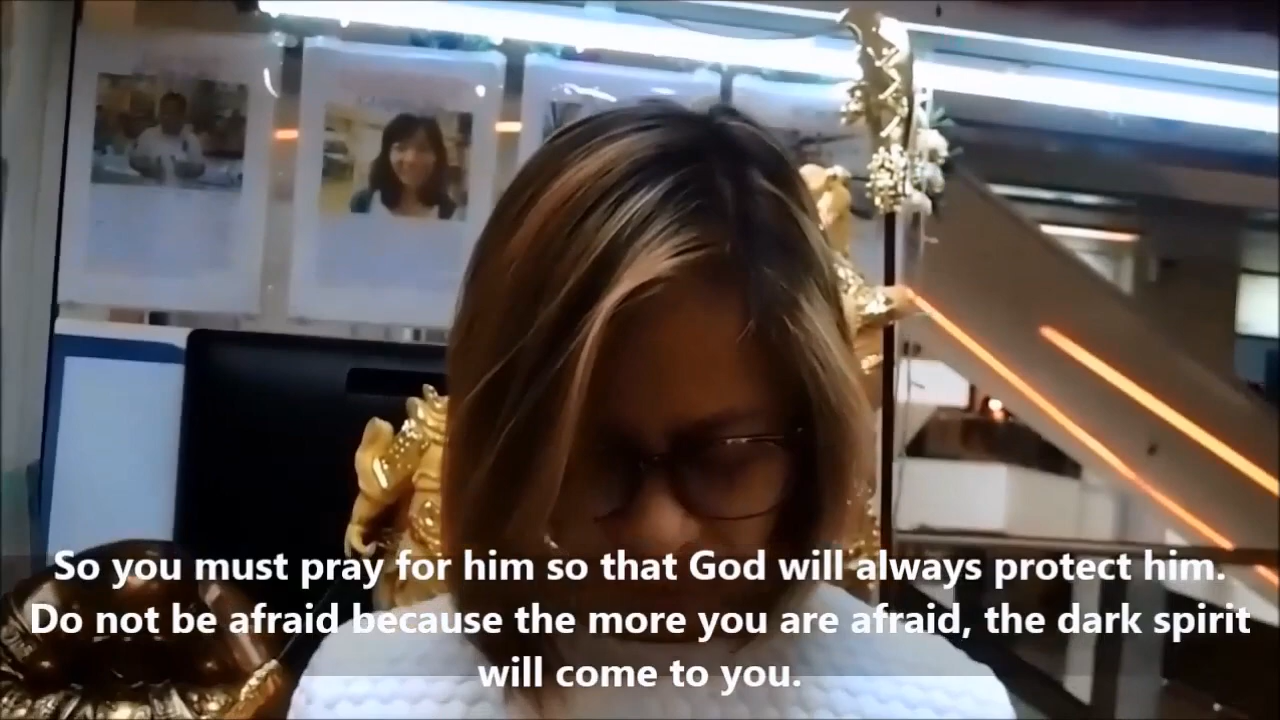 So you must pray for him so that God will always protect him.
Do not be afraid because the more you are afraid, the dark spirit
will come to you.